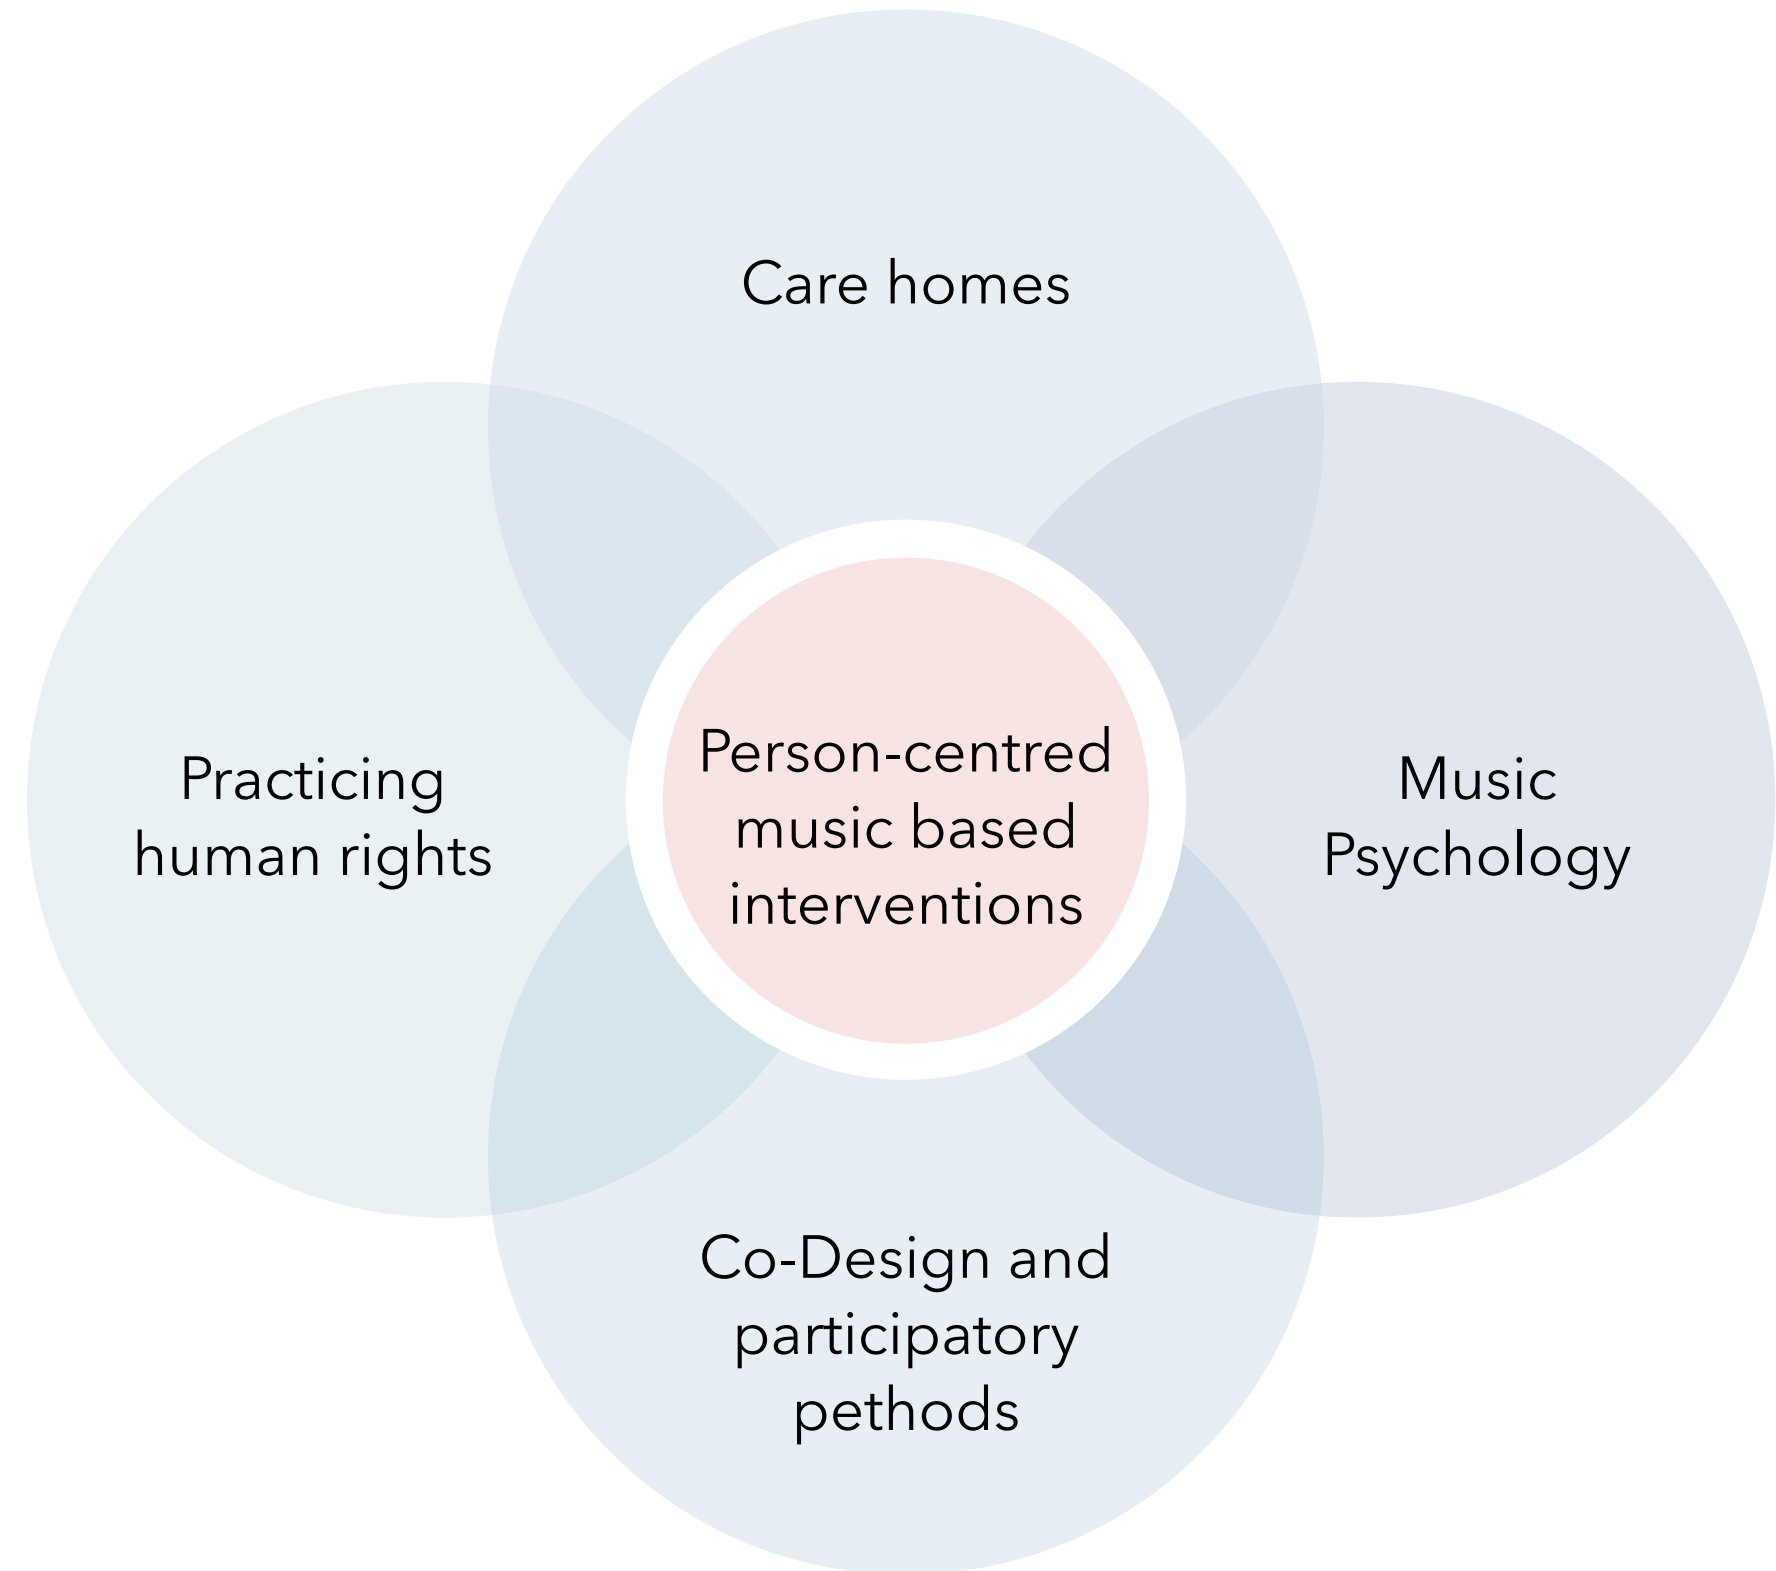 Care homes
Practicing
human rights
Person-centred
music based
interventions
Music
Psychology
Co-Design and
participatory
pethods